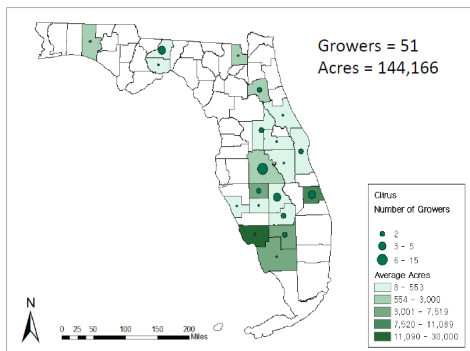 Growers = 51
Acres = 144,166
Citrus
Number of Growers
2
3 - 5
6 - 15
Average Acres
8 - 553
554 - 3,000
3,001 - 7,519
7,520 - 11,089
11,090 - 30,000
N
0 25 50 100 150 200
Miles